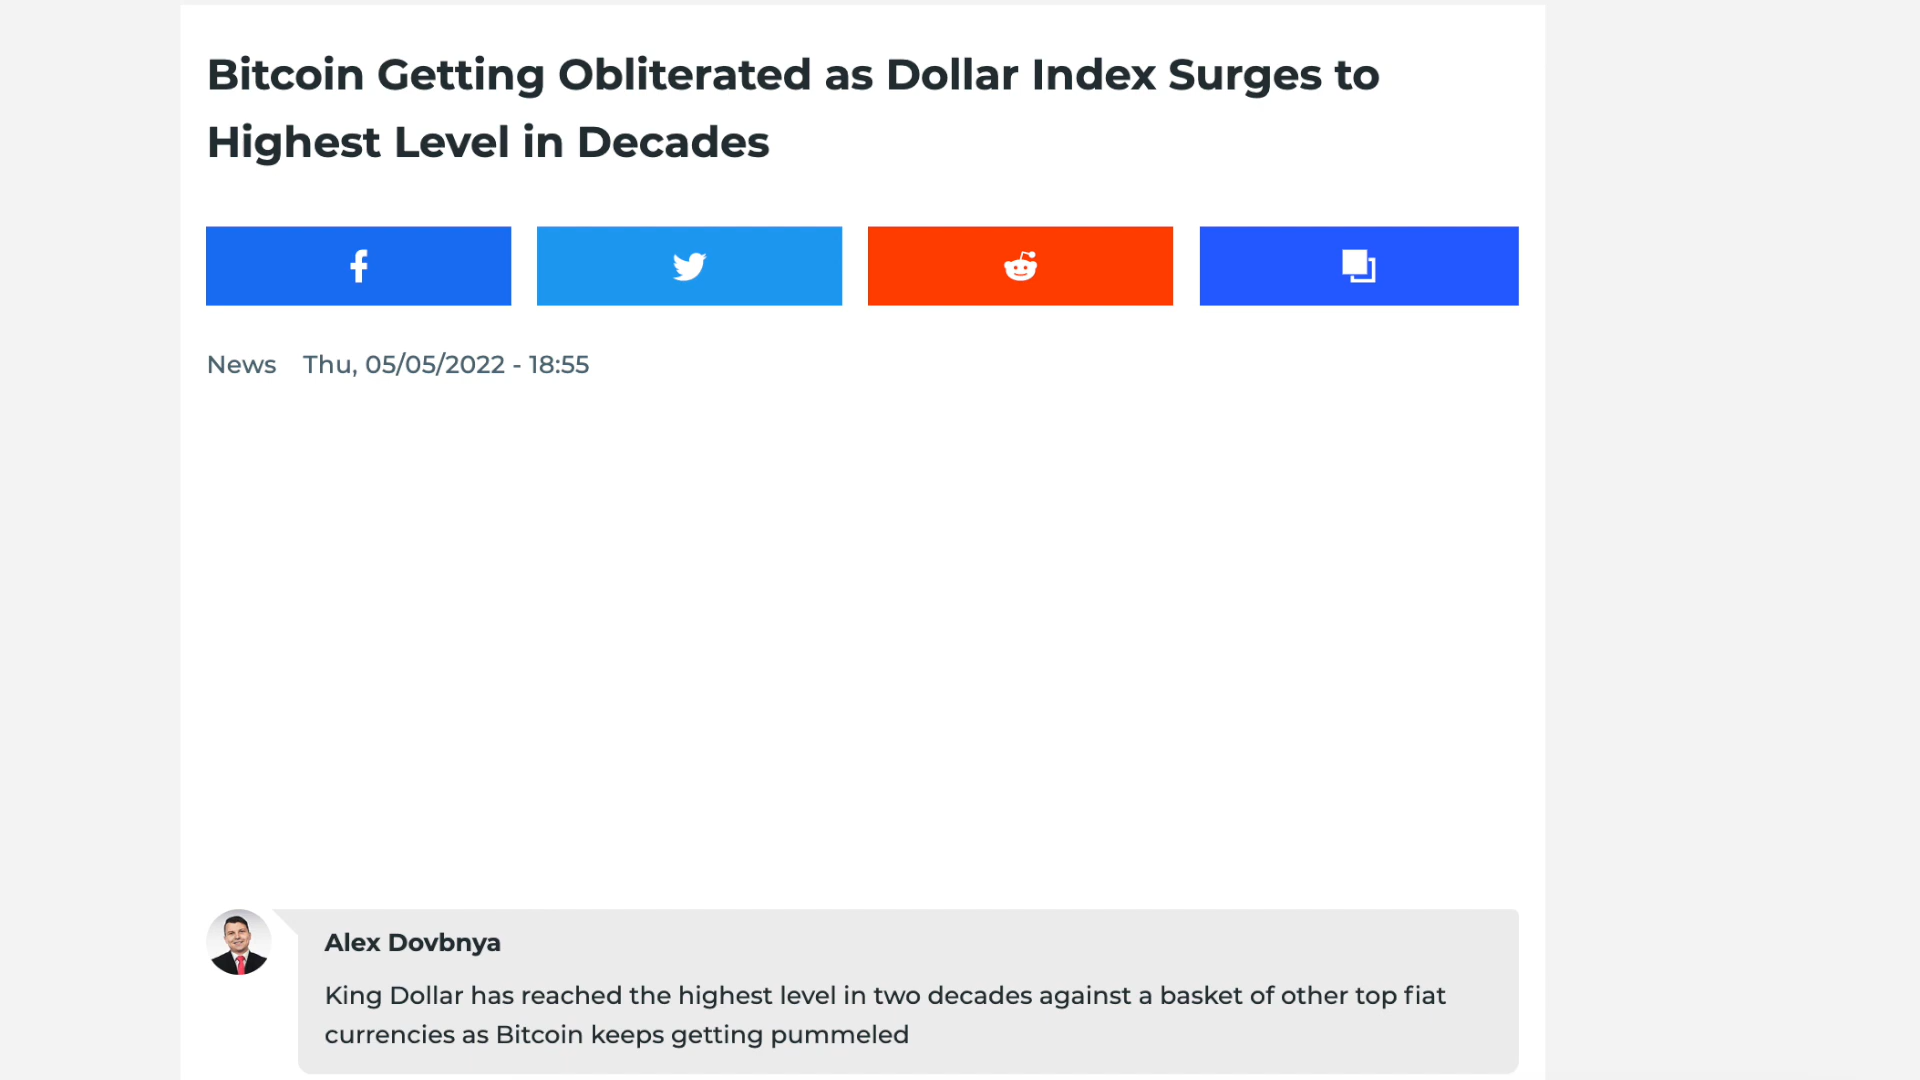 Bitcoin Getting Obliterated as Dollar Index Surges to
Highest Level in Decades
News Thu, 05/05/2022 - 18:55
Alex Dovbnya
King Dollar has reached the highest level in two decades against a basket of other top fiat
currencies as Bitcoin keeps getting pummeled